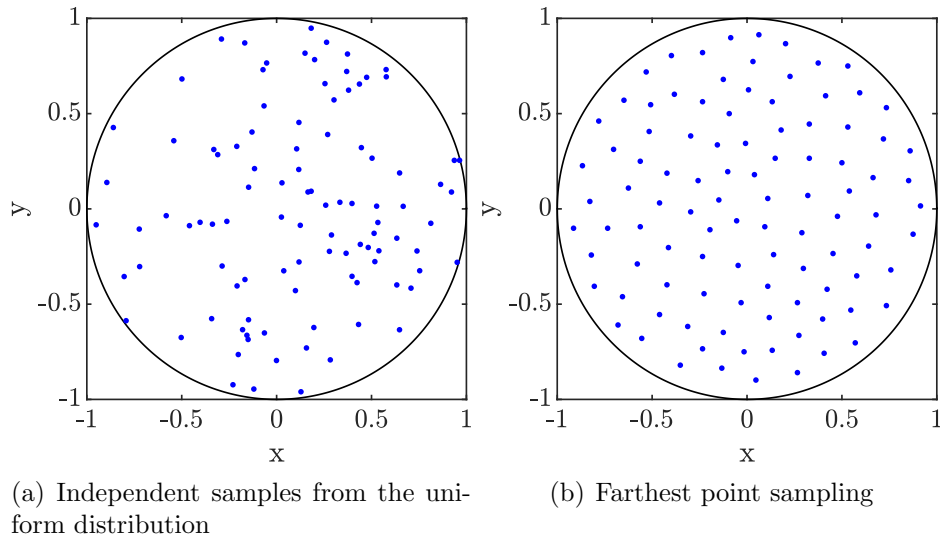 1
0.5
0
-0.5
-1
y
-1 -0.5 0 0.5 1
x
1
0.5
0
-0.5
-1
y
-1 -0.5 0 0.5 1
x
(a) Independent samples from the uni-
form distribution
(b) Farthest point sampling